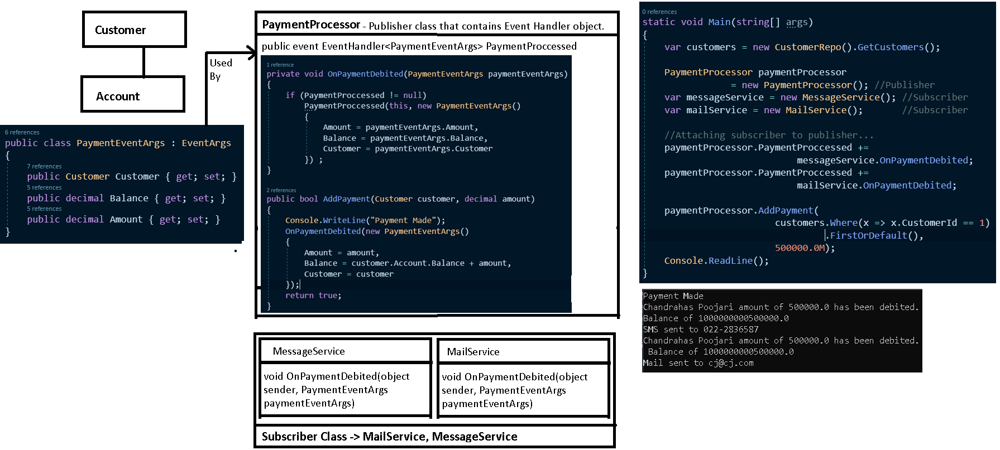 Customer
Account
Used
By
6 references
public class PaymentEventArgs : EventArgs
{
7 references
public Customer Customer { get; set; }
5 references
public decimal Balance { get; set; }
5 references
public decimal Amount { get; set; }
}
PaymentProcessor - Publisher class that contains Event Handler object.
public event EventHandler<PaymentEventArgs> PaymentProccessed
1 reference
private void OnPaymentDebited(PaymentEventArgs paymentEventArgs)
{
if (PaymentProccessed != null)
PaymentProccessed(this, new PaymentEventArgs()
{
Amount = paymentEventArgs.Amount,
Balance = paymentEventArgs.Balance,
Customer = paymentEventArgs.Customer
}) ;
}
2 references
public bool AddPayment(Customer customer, decimal amount)
{
Console.WriteLine("Payment Made");
OnPaymentDebited(new PaymentEventArgs()
{
Amount = amount,
Balance = customer.Account.Balance + amount,
Customer = customer
});
return true;
}
MessageService
void OnPaymentDebited(object
sender, PaymentEventArgs
paymentEventArgs)
MailService
void OnPaymentDebited(object
sender, PaymentEventArgs
paymentEventArgs)
Subscriber Class -> MailService, MessageService
0 references
static void Main(string[] args)
{
var customers = new CustomerRepo().GetCustomers();
PaymentProcessor paymentProcessor
= new PaymentProcessor(); //Publisher
var messageService = new MessageService(); //Subscriber
var mailService = new MailService(); //Subscriber
//Attaching subscriber to publisher...
paymentProcessor.PaymentProccessed +=
messageService.OnPaymentDebited;
paymentProcessor.PaymentProccessed +=
mailService.OnPaymentDebited;
paymentProcessor.AddPayment(
customers.Where(x => x.CustomerId == 1)
.FirstOrDefault(),
500000.0M);
Console.ReadLine();
}
Payment Made
Chandrahas Poojari amount of 500000.0 has been debited.
Balance of 1000000000500000.0
SMS sent to 022-2836587
Chandrahas Poojari amount of 500000.0 has been debited.
Balance of 1000000000500000.0
Mail sent to cj@cj.com